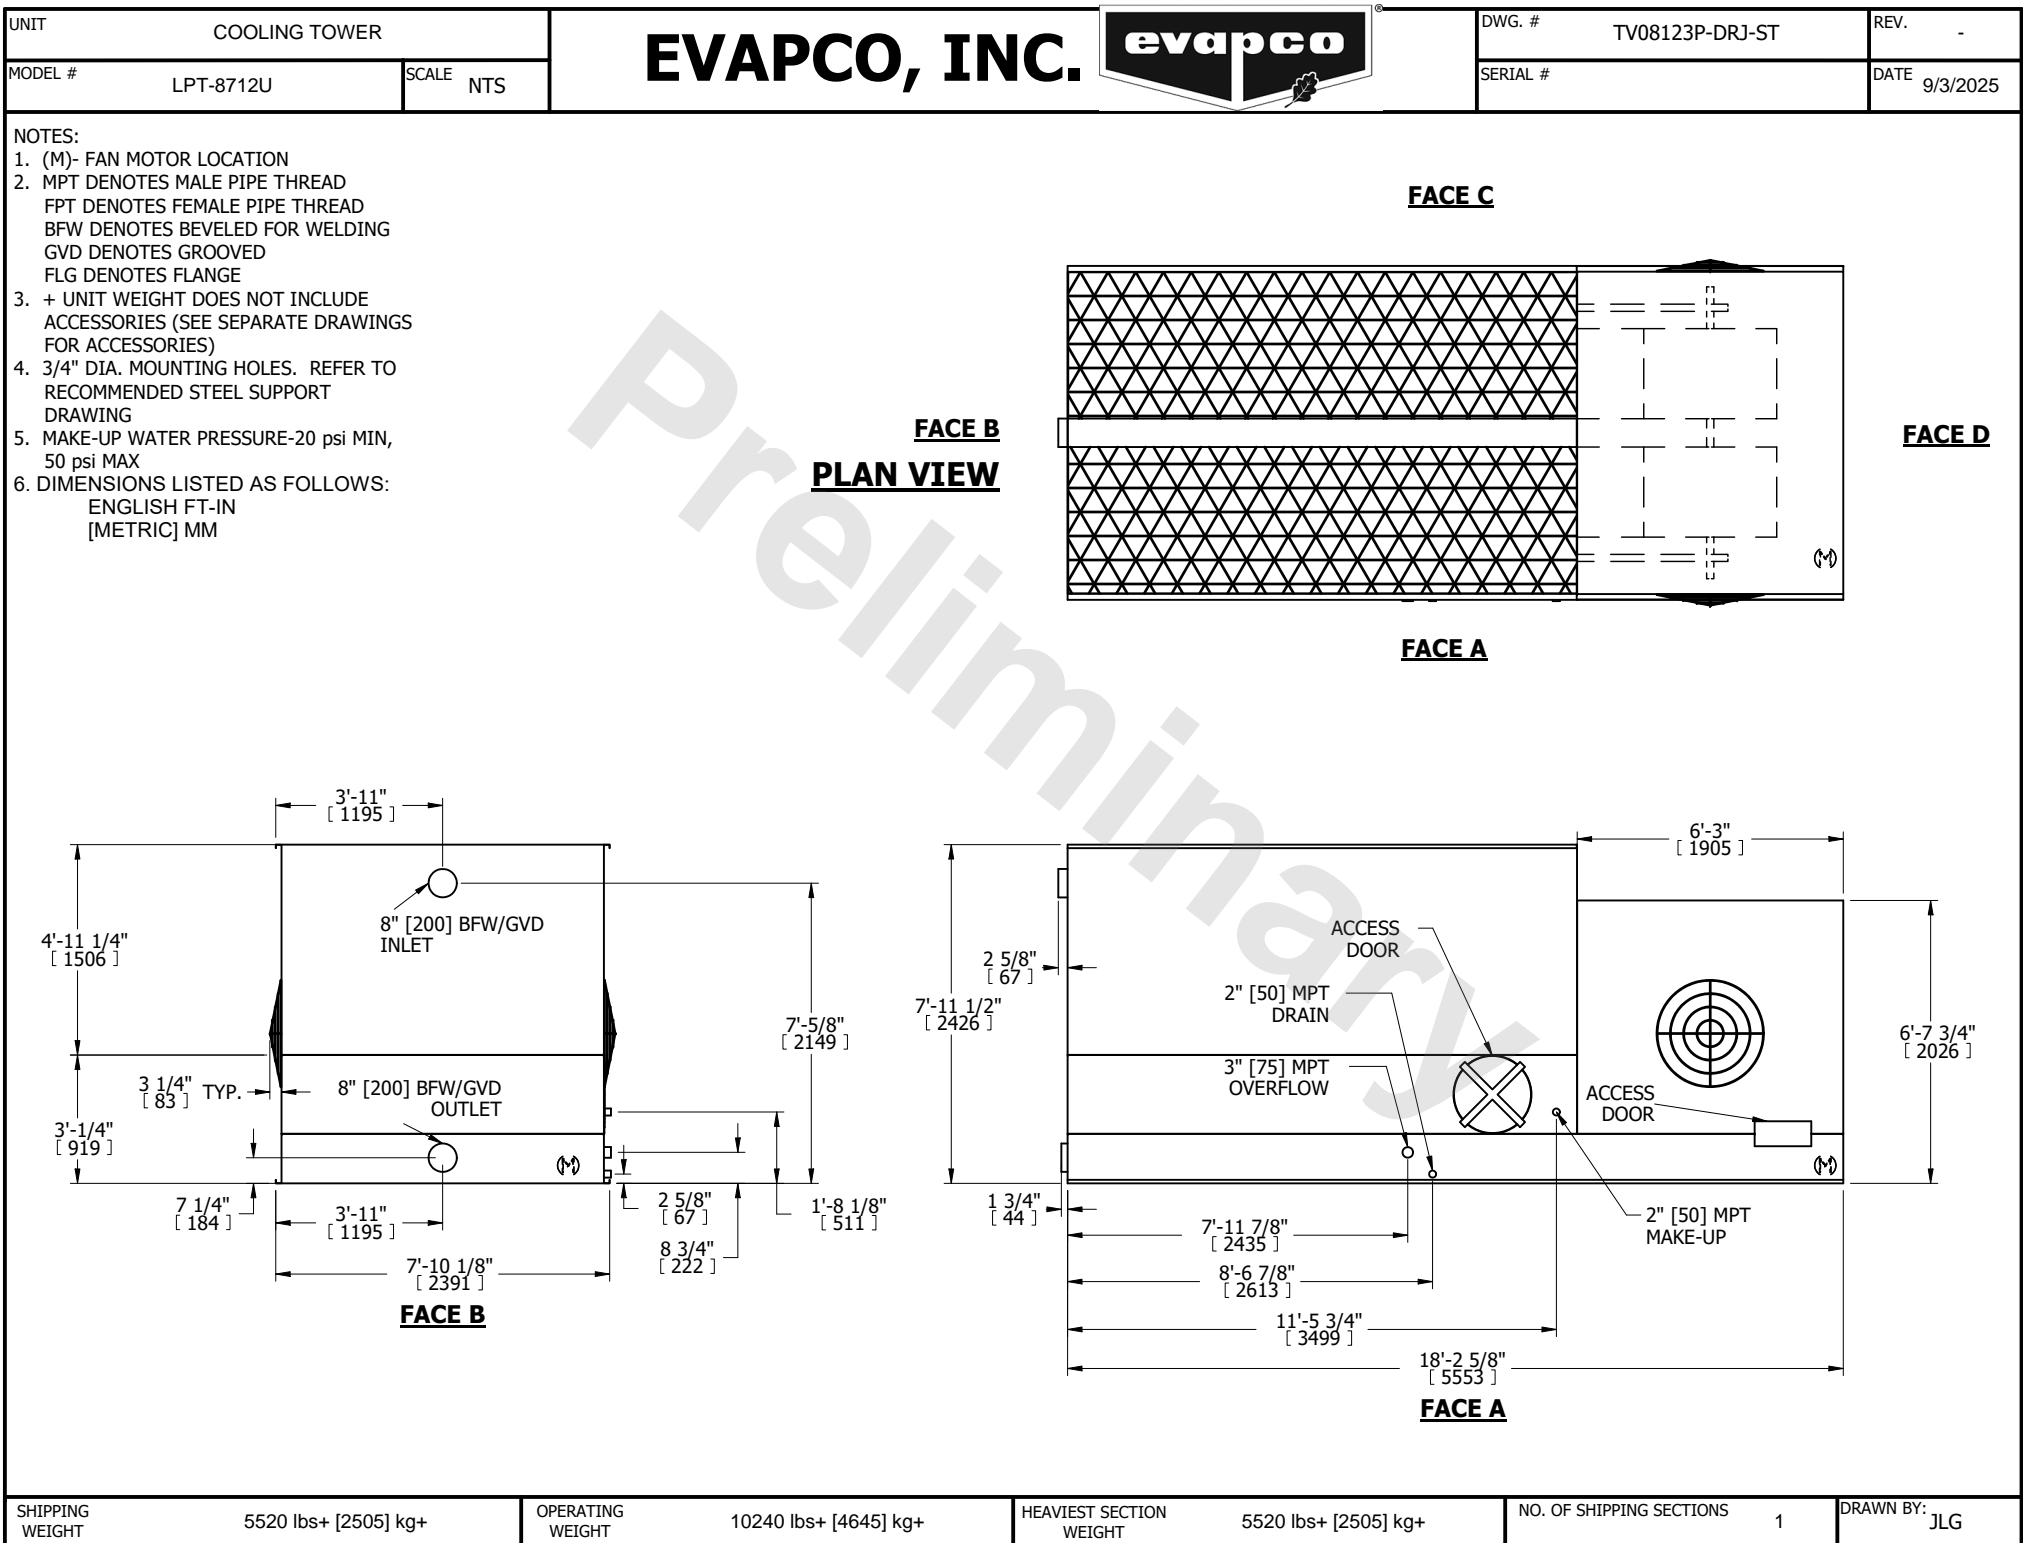 UNIT
COOLING TOWER
MODEL #
LPT-8712U
SCALE
NTS
EVAPCO, INC.
evapco
®
DWG. #
TV08123P-DRJ-ST
REV.
-
SERIAL #
DATE
9/3/2025
NOTES:
1. (M)- FAN MOTOR LOCATION
2. MPT DENOTES MALE PIPE THREAD
FPT DENOTES FEMALE PIPE THREAD
BFW DENOTES BEVELED FOR WELDING
GVD DENOTES GROOVED
FLG DENOTES FLANGE
3. + UNIT WEIGHT DOES NOT INCLUDE
ACCESSORIES (SEE SEPARATE DRAWINGS
FOR ACCESSORIES)
4. 3/4" DIA. MOUNTING HOLES. REFER TO
RECOMMENDED STEEL SUPPORT
DRAWING
5. MAKE-UP WATER PRESSURE-20 psi MIN,
50 psi MAX
6. DIMENSIONS LISTED AS FOLLOWS:
ENGLISH FT-IN
[METRIC] MM
Preliminary
FACE C
FACE B
PLAN VIEW
FACE D
(M)
FACE A
3'-11"
[ 1195 ]
4'-11 1/4"
[ 1506 ]
8" [200] BFW/GVD
INLET
7'-5/8"
[ 2149 ]
3 1/4"
[ 83 ]
TYP.
8" [200] BFW/GVD
OUTLET
3'-1/4"
[ 919 ]
(M)
7 1/4"
[ 184 ]
3'-11"
[ 1195 ]
2 5/8"
[ 67 ]
1'-8 1/8"
[ 511 ]
8 3/4"
[ 222 ]
7'-10 1/8"
[ 2391 ]
FACE B
6'-3"
[ 1905 ]
2 5/8"
[ 67 ]
7'-11 1/2"
[ 2426 ]
ACCESS
DOOR
2" [50] MPT
DRAIN
3" [75] MPT
OVERFLOW
6'-7 3/4"
[ 2026 ]
ACCESS
DOOR
(M)
1 3/4"
[ 44 ]
2" [50] MPT
MAKE-UP
7'-11 7/8"
[ 2435 ]
8'-6 7/8"
[ 2613 ]
11'-5 3/4"
[ 3499 ]
18'-2 5/8"
[ 5553 ]
FACE A
SHIPPING
WEIGHT
5520 lbs+ [2505] kg+
OPERATING
WEIGHT
10240 lbs+ [4645] kg+
HEAVIEST SECTION
WEIGHT
5520 lbs+ [2505] kg+
NO. OF SHIPPING SECTIONS
1
DRAWN BY:
JLG